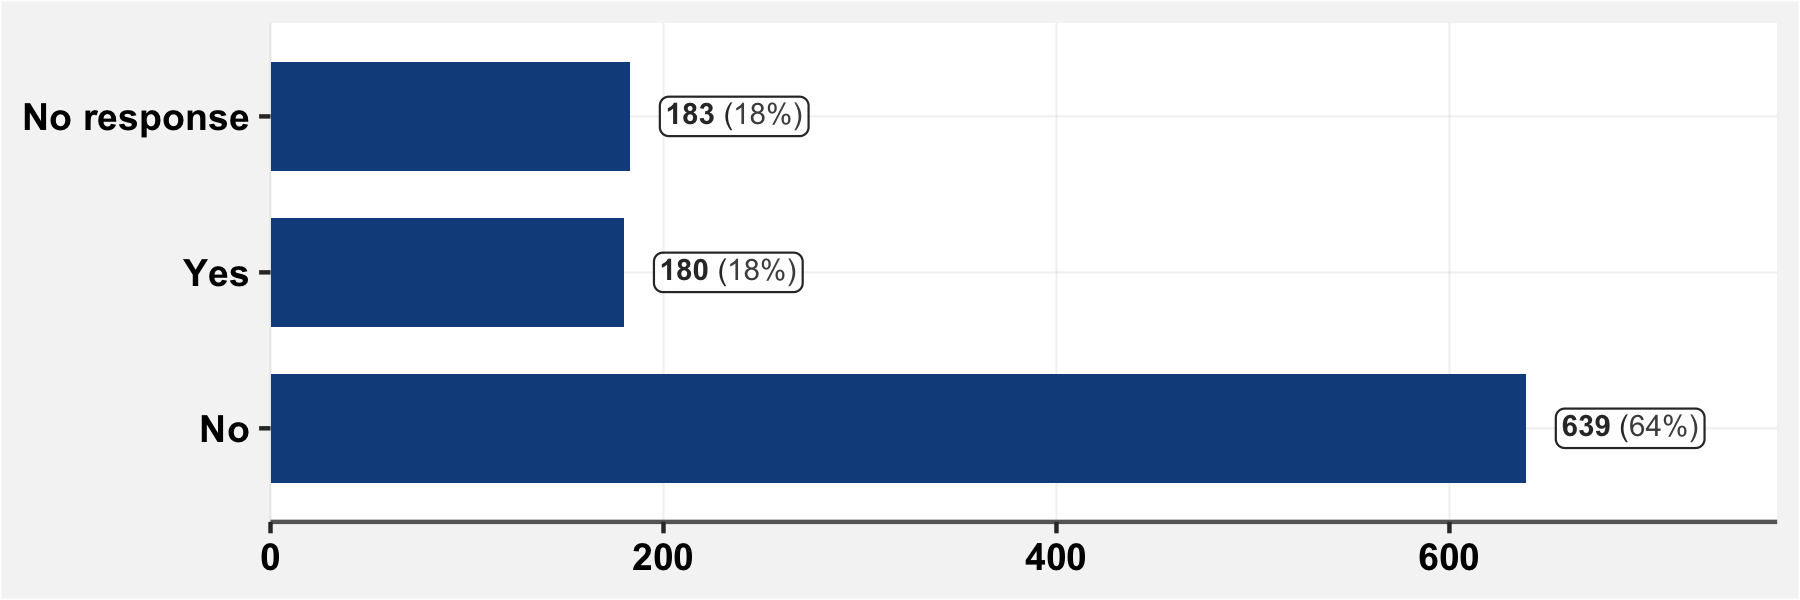 No response
183 (18%)
Yes
180 (18%)
No
639 (64%)
0 200 400 600